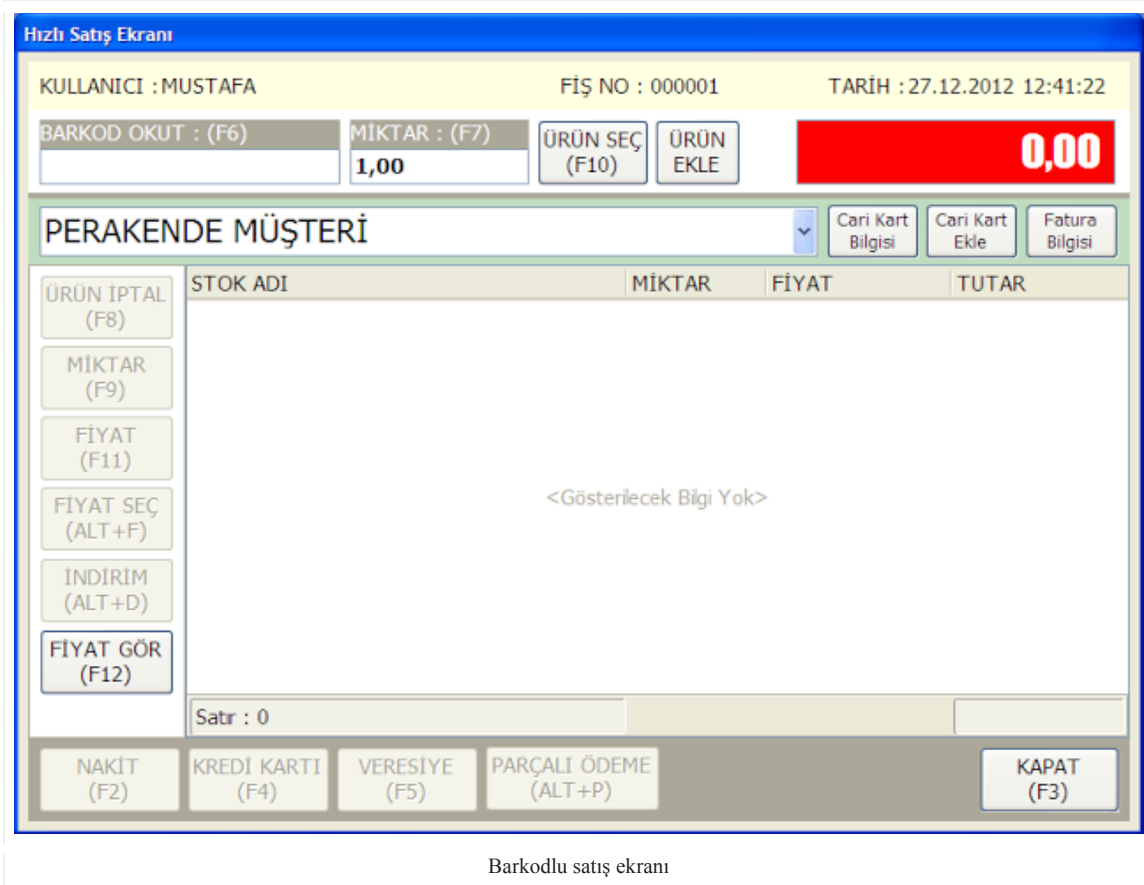 Hızlı Satış Ekranı
KULLANICI : MUSTAFA FİŞ NO : 000001 TARİH : 27.12.2012 12:41:22
BARKOD OKUT : (F6) MİKTAR : (F7)
1,00
ÜRÜN SEÇ
(F10)
ÜRÜN
EKLE
0,00
PERAKENDE MÜŞTERİ
Cari Kart
Bilgisi
Cari Kart
Ekle
Fatura
Bilgisi
STOK ADI MİKTAR FİYAT TUTAR
ÜRÜN İPTAL
(F8)
MİKTAR
(F9)
FİYAT
(F11)
FİYAT SEÇ
(ALT+F)
İNDİRİM
(ALT+D)
FİYAT GÖR
(F12)
<Gösterilecek Bilgi Yok>
Satır : 0
NAKİT
(F2)
KREDİ KARTI
(F4)
VERESİYE
(F5)
PARÇALI ÖDEME
(ALT+P)
KAPAT
(F3)
Barkodlu satış ekranı